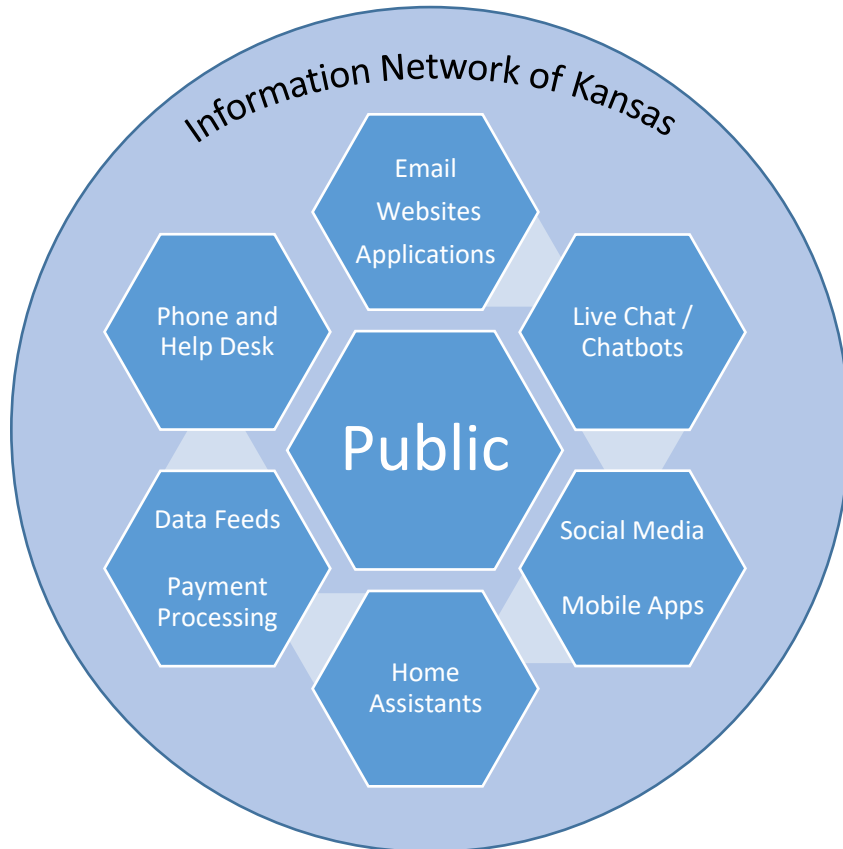 Information Network of Kansas
Email
Websites
Applications
Phone and
Help Desk
Live Chat /
Chatbots
Public
Data Feeds
Payment
Processing
Social Media
Mobile Apps
Home
Assistants